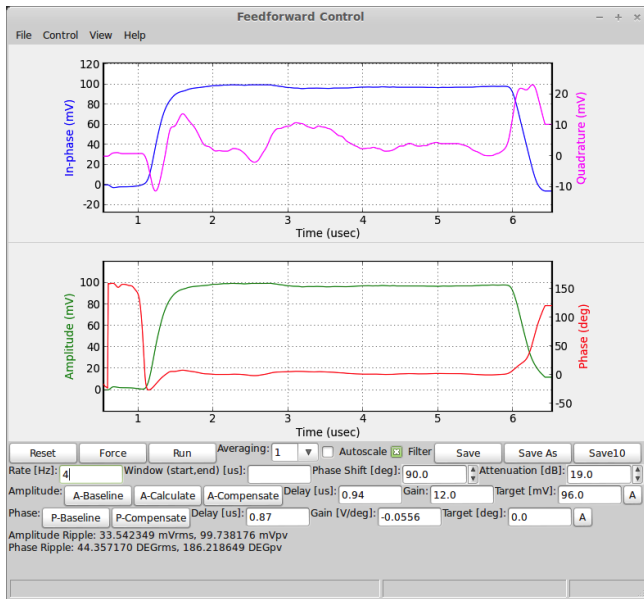 Feedforward Control
File Control View Help
120
100
80
60
40
20
0
-20
In-phase (mV)
20
10
0
-10
Quadrature (mV)
1 2 3 4 5 6
Time (usec)
100
80
60
40
20
0
Amplitude (mV)
150
100
50
0
-50
Phase (deg)
1 2 3 4 5 6
Time (usec)
Reset Force Run Averaging: 1 Autoscale Filter Save Save As Save10
Rate [Hz]: 4 Window (start,end) [us]: Phase Shift [deg]: 90.0 Attenuation [dB]: 19.0
Amplitude: A-Baseline A-Calculate A-Compensate Delay [us]: 0.94 Gain: 12.0 Target [mV]: 96.0 A
Phase: P-Baseline P-Compensate Delay [us]: 0.87 Gain [V/deg]: -0.0556 Target [deg]: 0.0 A
Amplitude Ripple: 33.542349 mVrms, 99.738176 mVpv
Phase Ripple: 44.357170 DEGrms, 186.218649 DEGpv